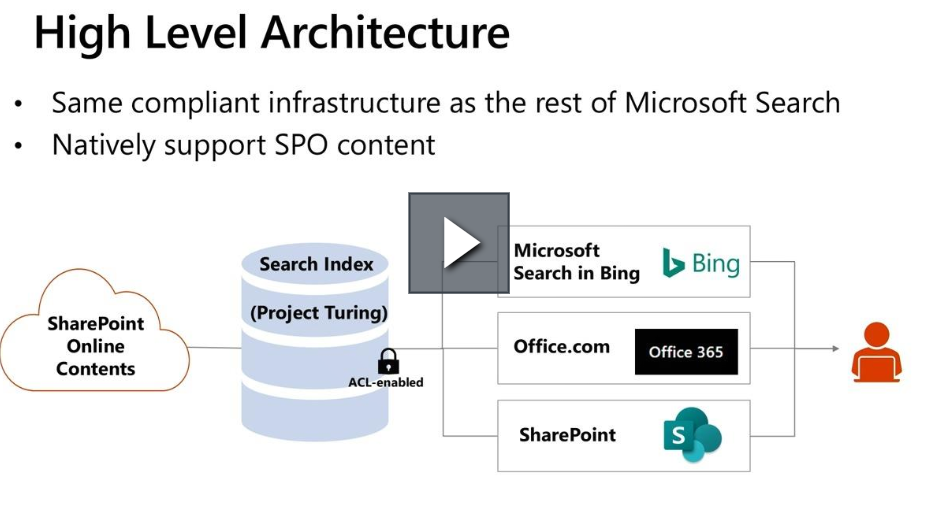 High Level Architecture
• Same compliant infrastructure as the rest of Microsoft Search
• Natively support SPO content
SharePoint
Online
Contents
Search Index
(Project Turing)
ACL-enabled
Microsoft
Search in Bing
Bing
Office.com
Office 365
SharePoint
S